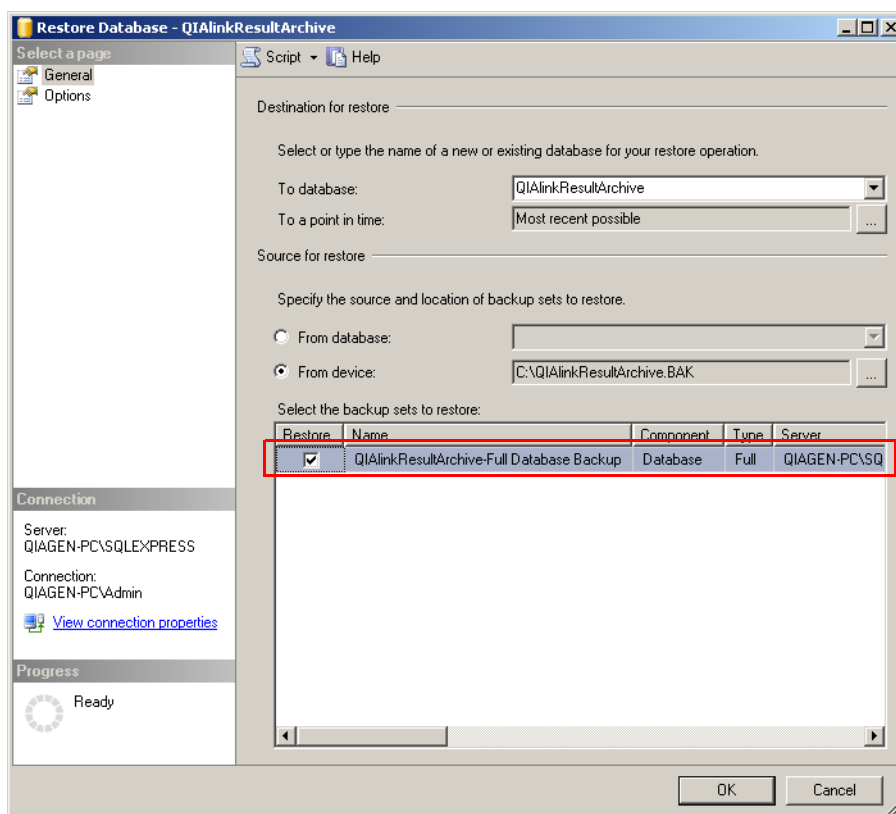 Restore Database - QIAlinkResultArchive
Select a page
General
Options
Script
Help
Destination for restore
Select or type the name of a new or existing database for your restore operation.
To database:
QIAlinkResultArchive
To a point in time:
Most recent possible
...
Source for restore
Specify the source and location of backup sets to restore.
From database:
From device:
C:\QIAlinkResultArchive.BAK
...
Select the backup sets to restore:
Restore Name Component Type Server
QIAlinkResultArchive-Full Database Backup Database Full QIAGEN-PC\SQ
Connection
Server:
QIAGEN-PC\SQLEXPRESS
Connection:
QIAGEN-PC\Admin
View connection properties
Progress
Ready
OK Cancel